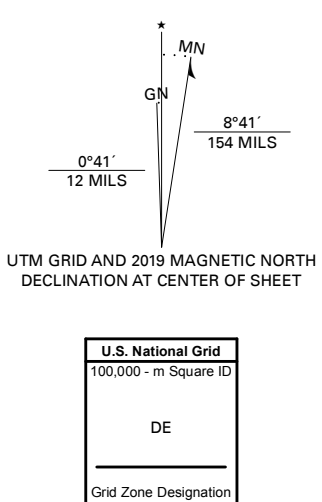 ★
MN
GN
8°41´
154 MILS
0°41´
12 MILS
UTM GRID AND 2019 MAGNETIC NORTH
DECLINATION AT CENTER OF SHEET
U.S. National Grid
100,000 - m Square ID
DE
Grid Zone Designation